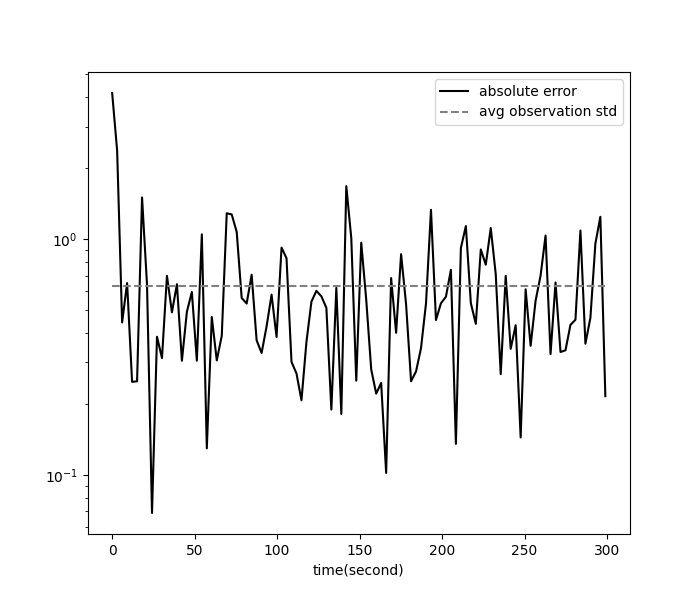 absolute error
avg observation std
10⁰
10⁻¹
0 50 100 150 200 250 300
time(second)